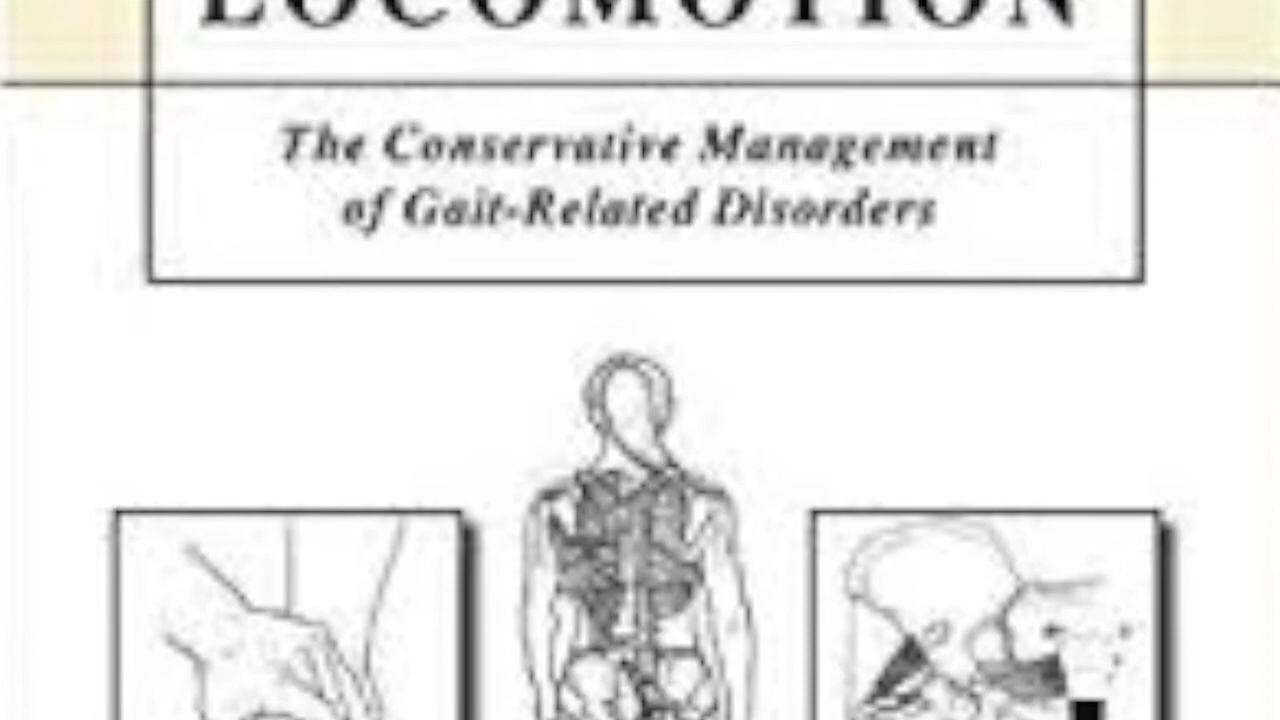 LOCOMOTION
The Conservative Management
of Gait-Related Disorders